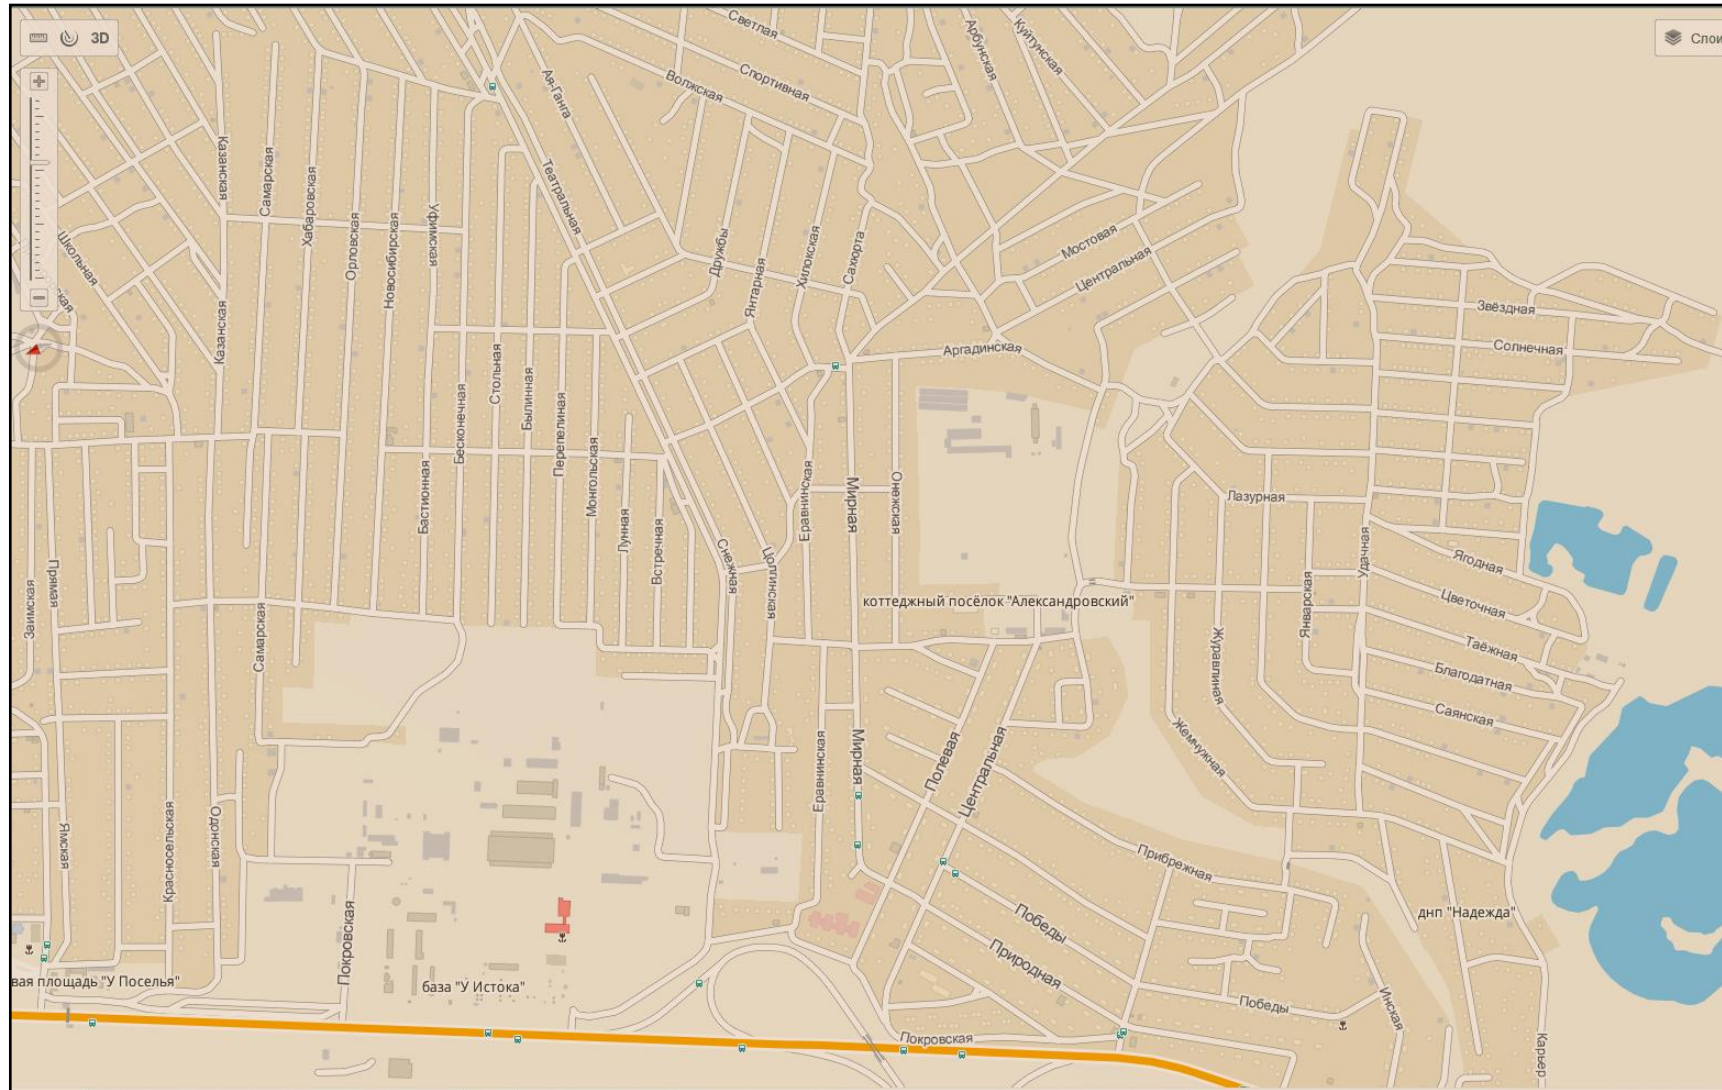 3D
Слои
Светлая
Арбунская
Куйтунская
Спортивная
Волжская
Ая-Ганга
Казанская
Самарская
Хабаровская
Орловская
Новосибирская
Уфимская
Театральная
Школьная
Дружбы
Янтарная
Хилокская
Сахюрта
Мостовая
Центральная
Казанская
Звёздная
Солнечная
Аргадинская
Стольная
Былинная
Бесконечная
Перепелиная
Монгольская
Бастионная
Лунная
Встречная
Еравнинская
Мирная
Онежская
Лазурная
Удачная
Ягодная
Снежная
Цолгинская
Заимская
Прямая
Самарская
коттеджный посёлок "Александровский"
Январская
Цветочная
Таёжная
Благодатная
Саянская
Журавлиная
Жемчужная
Еравнинская
Мирная
Полевая
Центральная
Ямская
Красносельская
Одонская
Покровская
Прибрежная
Победы
Природная
днп "Надежда"
вая площадь "У Поселья"
база "У Истока"
Победы
Инская
Покровская
Карьер